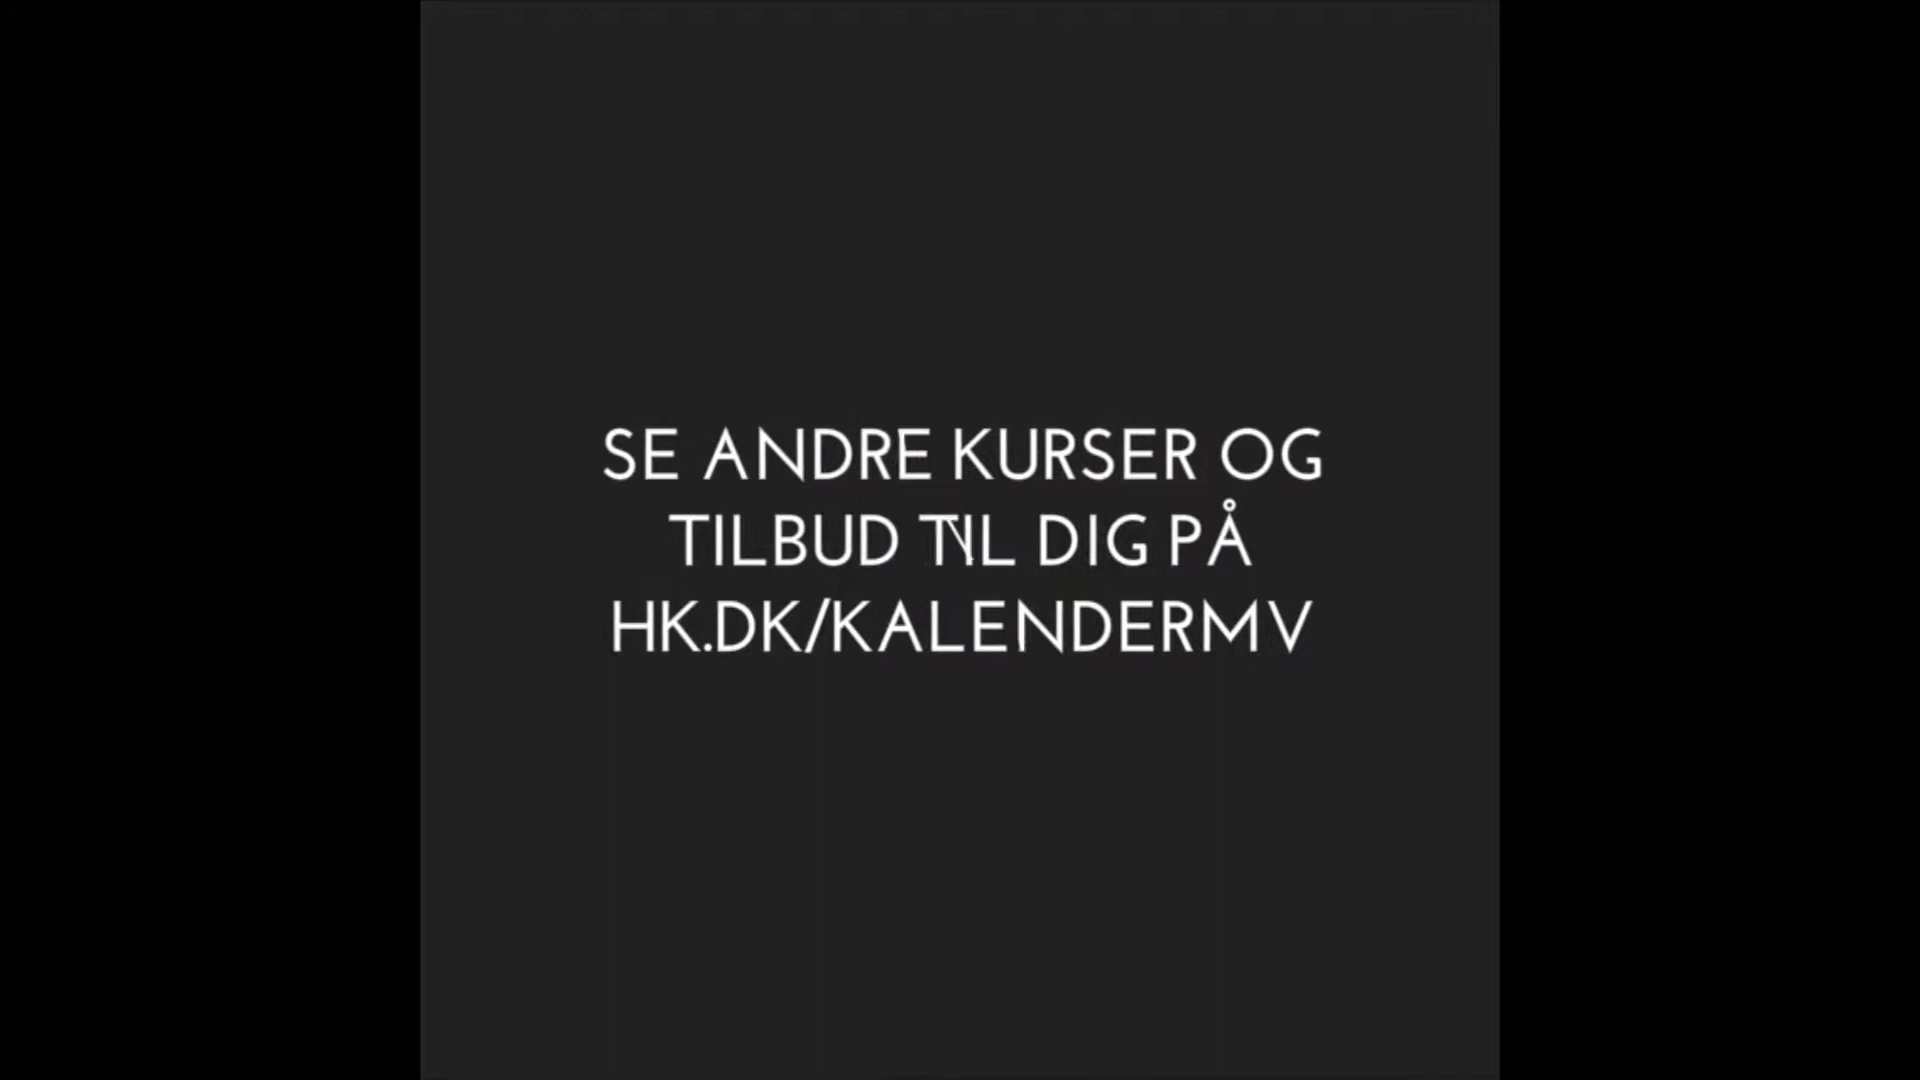 SE ANDRE KURSER OG
TILBUD TIL DIG PÅ
HK.DK/KALENDERMV